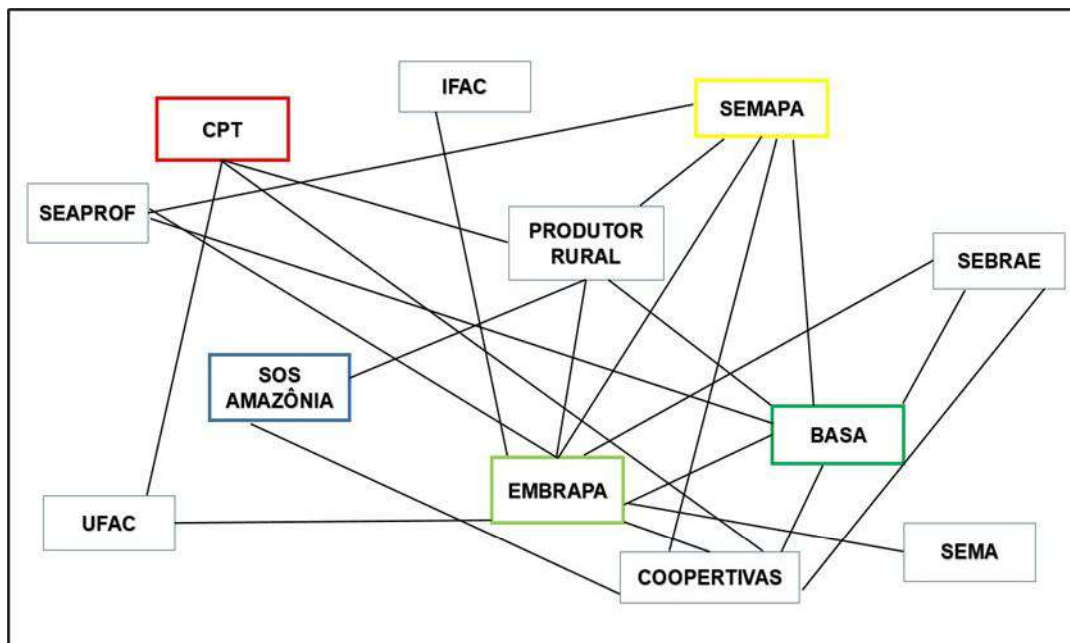 IFAC
SEMAPA
CPT
SEAPROF
PRODUTOR
RURAL
SEBRAE
SOS
AMAZÔNIA
BASA
EMBRAPA
UFAC
SEMA
COOPERTIVAS